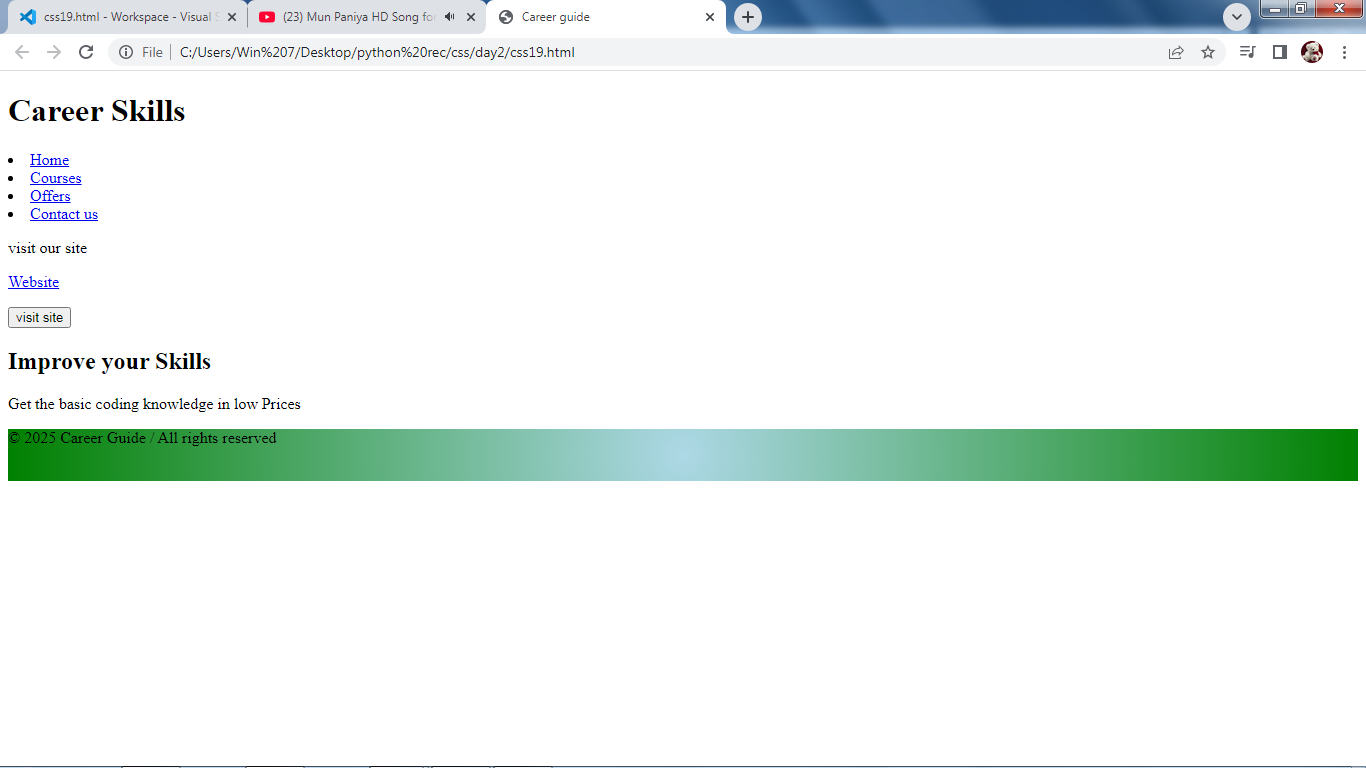 css19.html - Workspace - Visual S
(23) Mun Paniya HD Song for
Career guide
File
C:/Users/Win%207/Desktop/python%20rec/css/day2/css19.html
Career Skills
Home
Courses
Offers
Contact us
visit our site
Website
visit site
Improve your Skills
Get the basic coding knowledge in low Prices
© 2025 Career Guide / All rights reserved